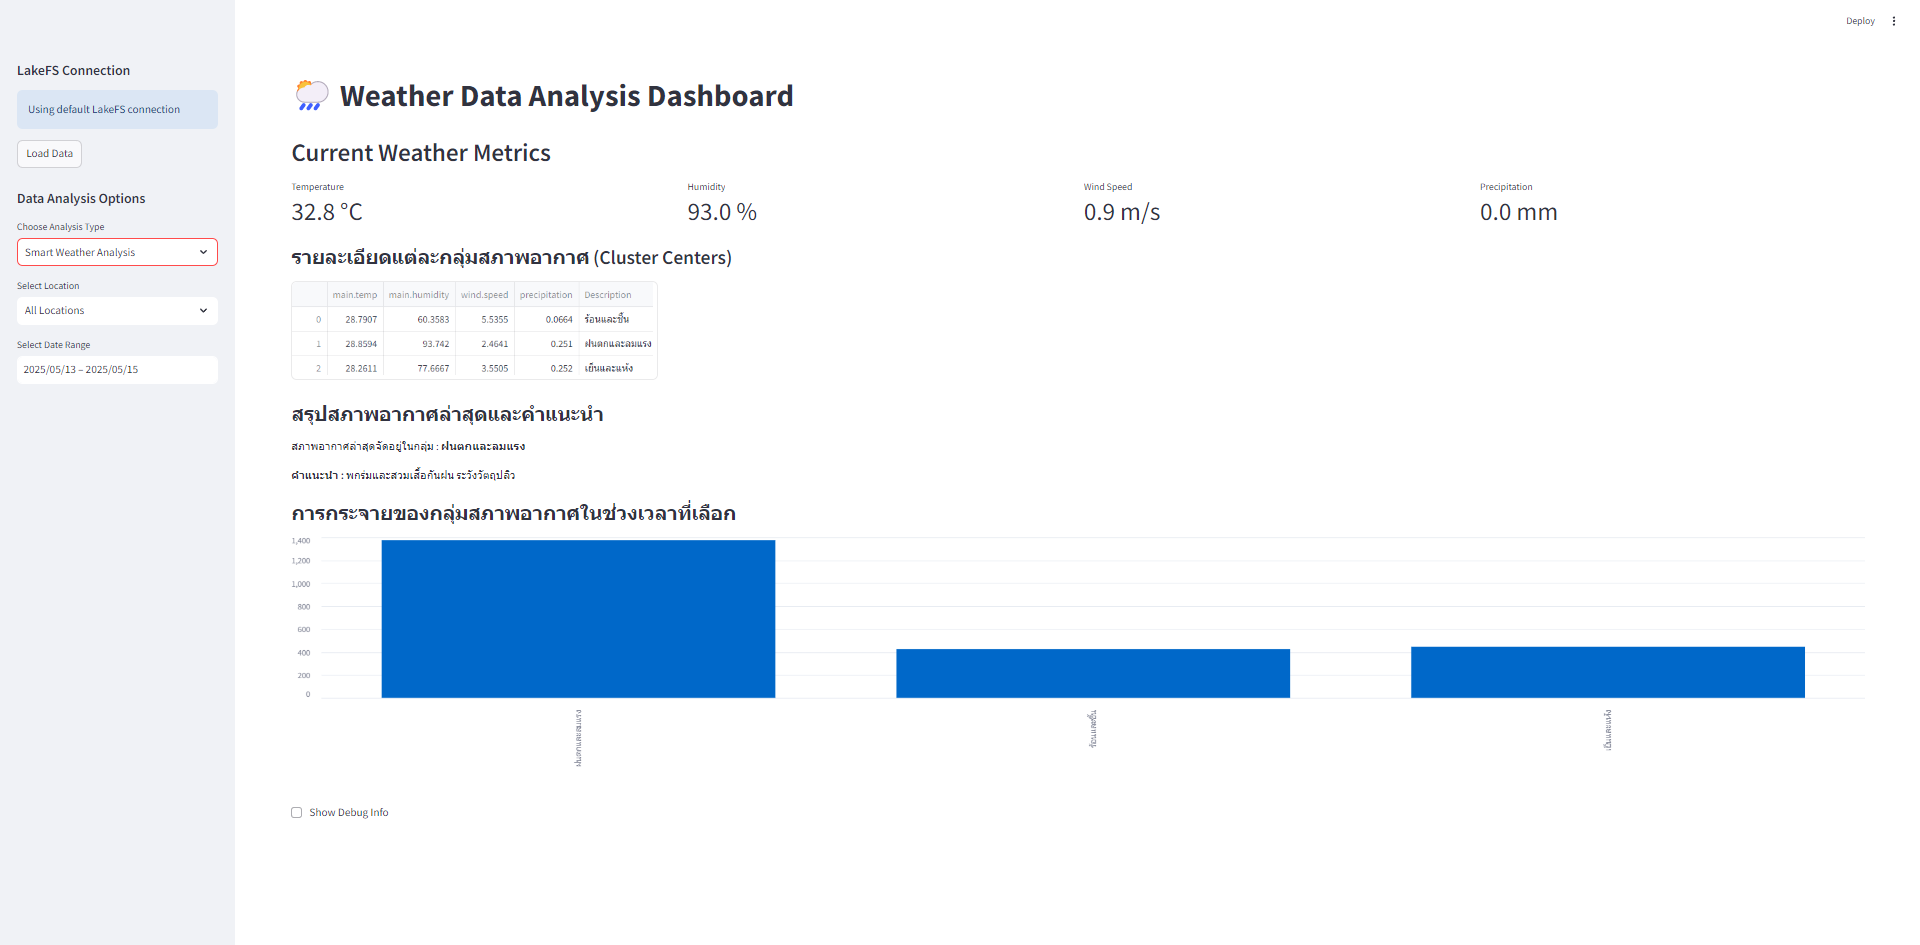 Deploy
LakeFS Connection
Using default LakeFS connection
Load Data
Data Analysis Options
Choose Analysis Type
Smart Weather Analysis
Select Location
All Locations
Select Date Range
2025/05/13 – 2025/05/15
Weather Data Analysis Dashboard
Current Weather Metrics
Temperature Humidity Wind Speed Precipitation
32.8 °C 93.0 % 0.9 m/s 0.0 mm
รายละเอียดแต่ละกลุ่มสภาพอากาศ (Cluster Centers)
main.temp main.humidity wind.speed precipitation Description
0 28.7907 60.3583 5.5355 0.0664 ร้อนและชื้น
1 28.8594 93.742 2.4641 0.251 ฝนตกและลมแรง
2 28.2611 77.6667 3.5505 0.252 เย็นและแห้ง
สรุปสภาพอากาศล่าสุดและคำแนะนำ
สภาพอากาศล่าสุดจัดอยู่ในกลุ่ม : ฝนตกและลมแรง
คำแนะนำ : พกร่มและสวมเสื้อกันฝน ระวังวัตถุปลิว
การกระจายของกลุ่มสภาพอากาศในช่วงเวลาที่เลือก
1,400
1,200
1,000
800
600
400
200
0
ฝนตกและลมแรง ร้อนและชื้น เย็นและแห้ง
Show Debug Info